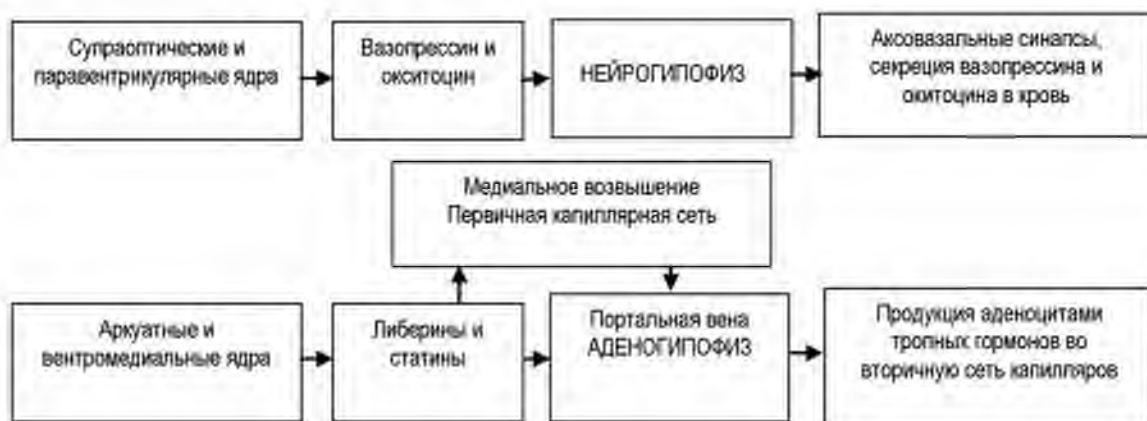 Супраоптические и
паравентрикулярные ядра
Вазопрессин и
окситоцин
НЕЙРОГИПОФИЗ
Аксовазальные синапсы,
секреция вазопрессина и
окитоцина в кровь
Медиальное возвышение
Первичная капиллярная сеть
Аркуатные и
вентромедиальные ядра
Либерины и
статины
Портальная вена
АДЕНОГИПОФИЗ
Продукция аденоцитами
тропных гормонов во
вторичную сеть капилляров